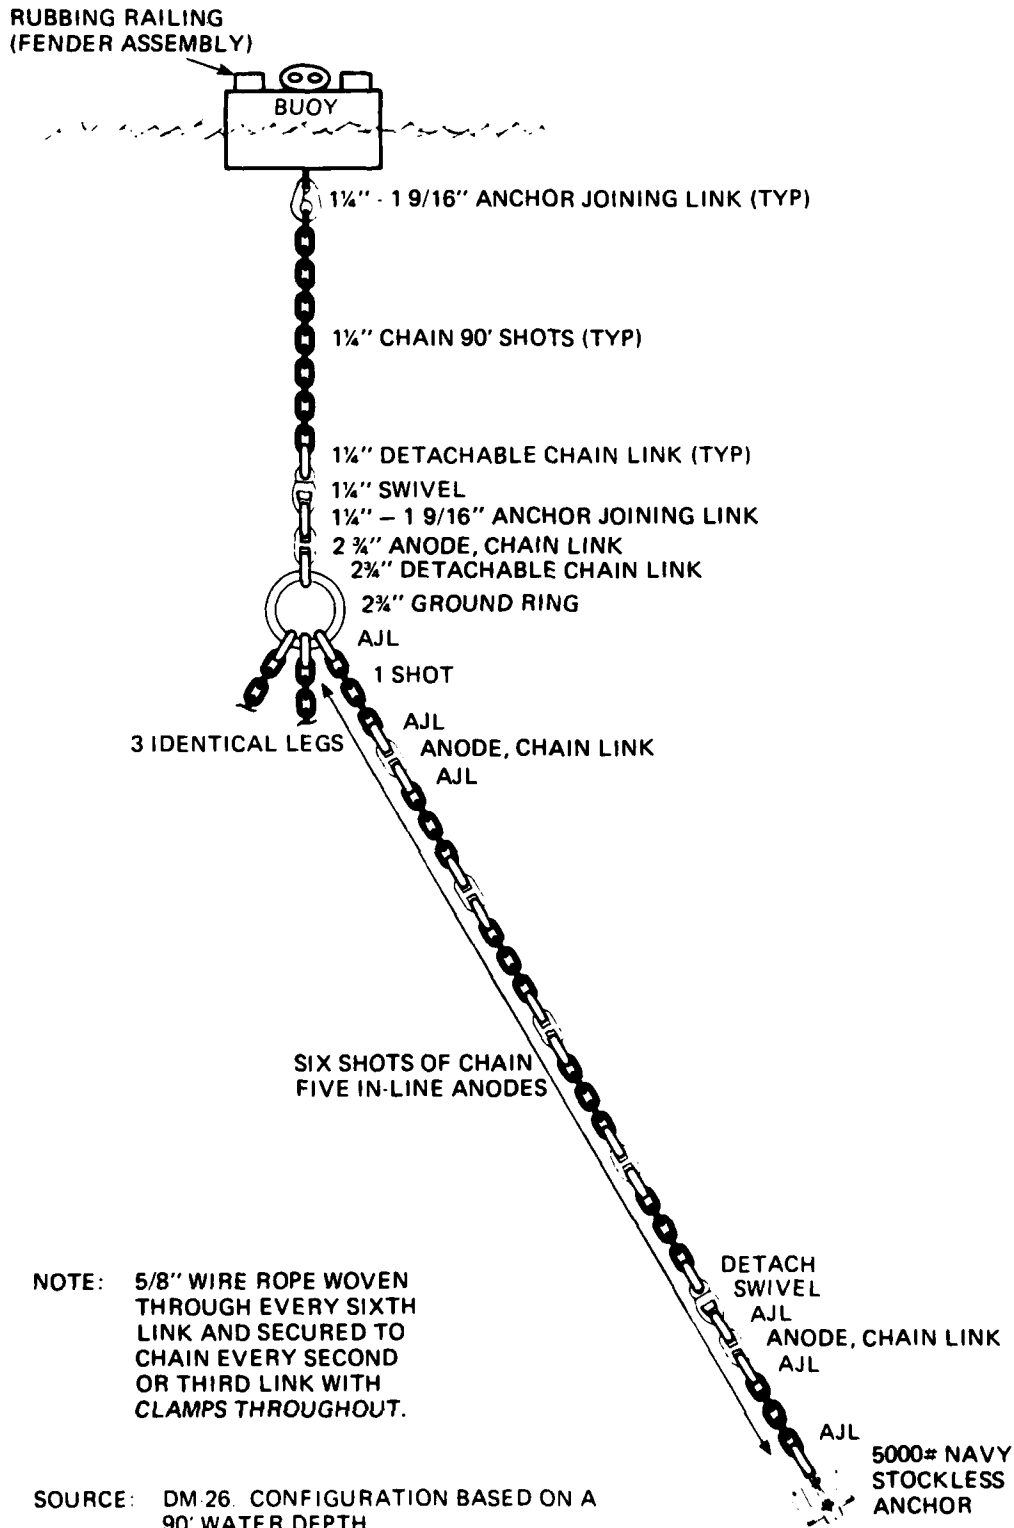 RUBBING RAILING
(FENDER ASSEMBLY)
BUOY
1¼" - 1 9/16" ANCHOR JOINING LINK (TYP)
1¼" CHAIN 90' SHOTS (TYP)
1¼" DETACHABLE CHAIN LINK (TYP)
1¼" SWIVEL
1¼" – 1 9/16" ANCHOR JOINING LINK
2 ¾" ANODE, CHAIN LINK
2¾" DETACHABLE CHAIN LINK
2¾" GROUND RING
AJL
1 SHOT
3 IDENTICAL LEGS
AJL
ANODE, CHAIN LINK
AJL
SIX SHOTS OF CHAIN
FIVE IN-LINE ANODES
DETACH
SWIVEL
AJL
ANODE, CHAIN LINK
AJL
AJL
5000# NAVY
STOCKLESS
ANCHOR
NOTE: 5/8" WIRE ROPE WOVEN
THROUGH EVERY SIXTH
LINK AND SECURED TO
CHAIN EVERY SECOND
OR THIRD LINK WITH
CLAMPS THROUGHOUT.
SOURCE: DM-26. CONFIGURATION BASED ON A
90' WATER DEPTH